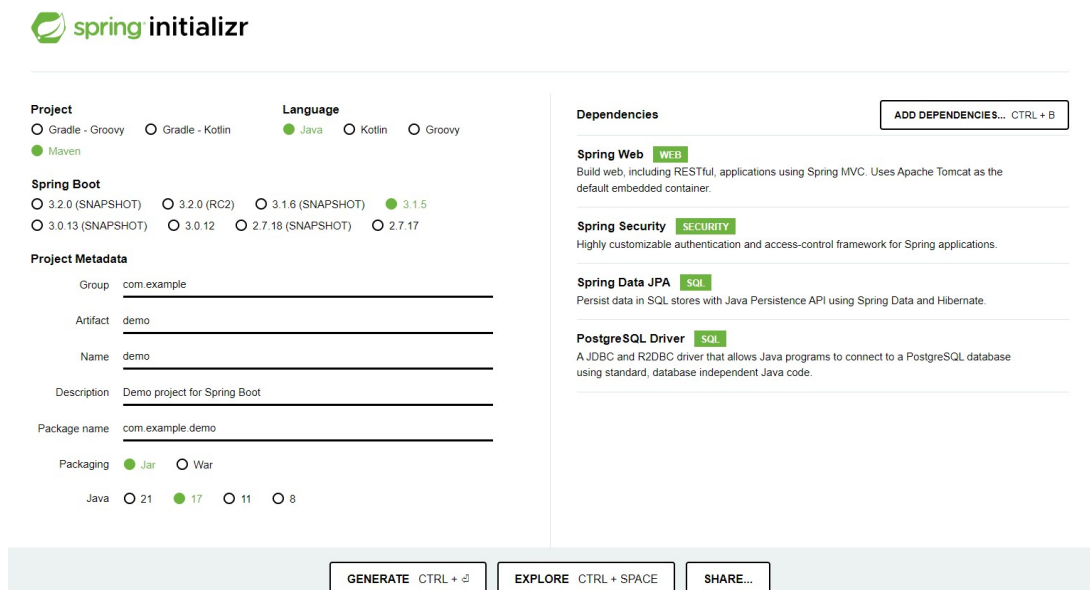 spring initializr
Project
Gradle - Groovy Gradle - Kotlin
Maven
Language
Java Kotlin Groovy
Spring Boot
3.2.0 (SNAPSHOT) 3.2.0 (RC2) 3.1.6 (SNAPSHOT) 3.1.5
3.0.13 (SNAPSHOT) 3.0.12 2.7.18 (SNAPSHOT) 2.7.17
Project Metadata
Group com.example
Artifact demo
Name demo
Description Demo project for Spring Boot
Package name com.example.demo
Packaging Jar War
Java 21 17 11 8
Dependencies ADD DEPENDENCIES... CTRL + B
Spring Web WEB
Build web, including RESTful, applications using Spring MVC. Uses Apache Tomcat as the
default embedded container.
Spring Security SECURITY
Highly customizable authentication and access-control framework for Spring applications.
Spring Data JPA SQL
Persist data in SQL stores with Java Persistence API using Spring Data and Hibernate.
PostgreSQL Driver SQL
A JDBC and R2DBC driver that allows Java programs to connect to a PostgreSQL database
using standard, database independent Java code.
GENERATE CTRL + ⏎ EXPLORE CTRL + SPACE SHARE...